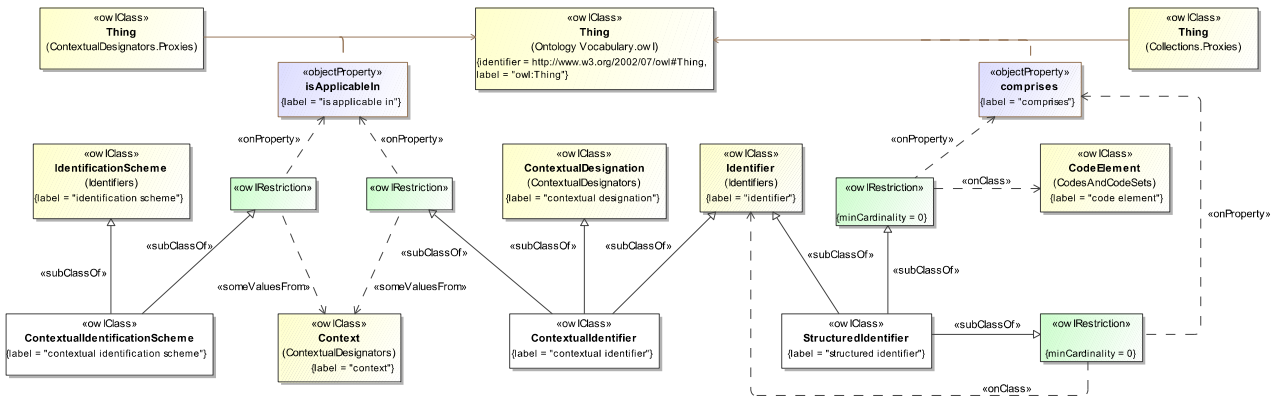 «owlClass»
Thing
(ContextualDesignators.Proxies)
«owlClass»
Thing
(Ontology Vocabulary.owl)
{identifier = http://www.w3.org/2002/07/owl#Thing,
label = "owl:Thing"}
«owlClass»
Thing
(Collections.Proxies)
«objectProperty»
isApplicableIn
{label = "is applicable in"}
«objectProperty»
comprises
{label = "comprises"}
«onProperty»
«onProperty»
«onProperty»
«owlClass»
IdentificationScheme
(Identifiers)
{label = "identification scheme"}
«owlRestriction»
«owlRestriction»
«owlClass»
ContextualDesignation
(ContextualDesignators)
{label = "contextual designation"}
«owlClass»
Identifier
(Identifiers)
{label = "identifier"}
«owlRestriction»
{minCardinality = 0}
«onClass»
«owlClass»
CodeElement
(CodesAndCodeSets)
{label = "code element"}
«onProperty»
«subClassOf»
«subClassOf»
«subClassOf»
«subClassOf»
«subClassOf»
«subClassOf»
«subClassOf»
«subClassOf»
«someValuesFrom»
«someValuesFrom»
«owlClass»
ContextualIdentificationScheme
{label = "contextual identification scheme"}
«owlClass»
Context
(ContextualDesignators)
{label = "context"}
«owlClass»
ContextualIdentifier
{label = "contextual identifier"}
«owlClass»
StructuredIdentifier
{label = "structured identifier"}
«subClassOf»
«owlRestriction»
{minCardinality = 0}
«onClass»